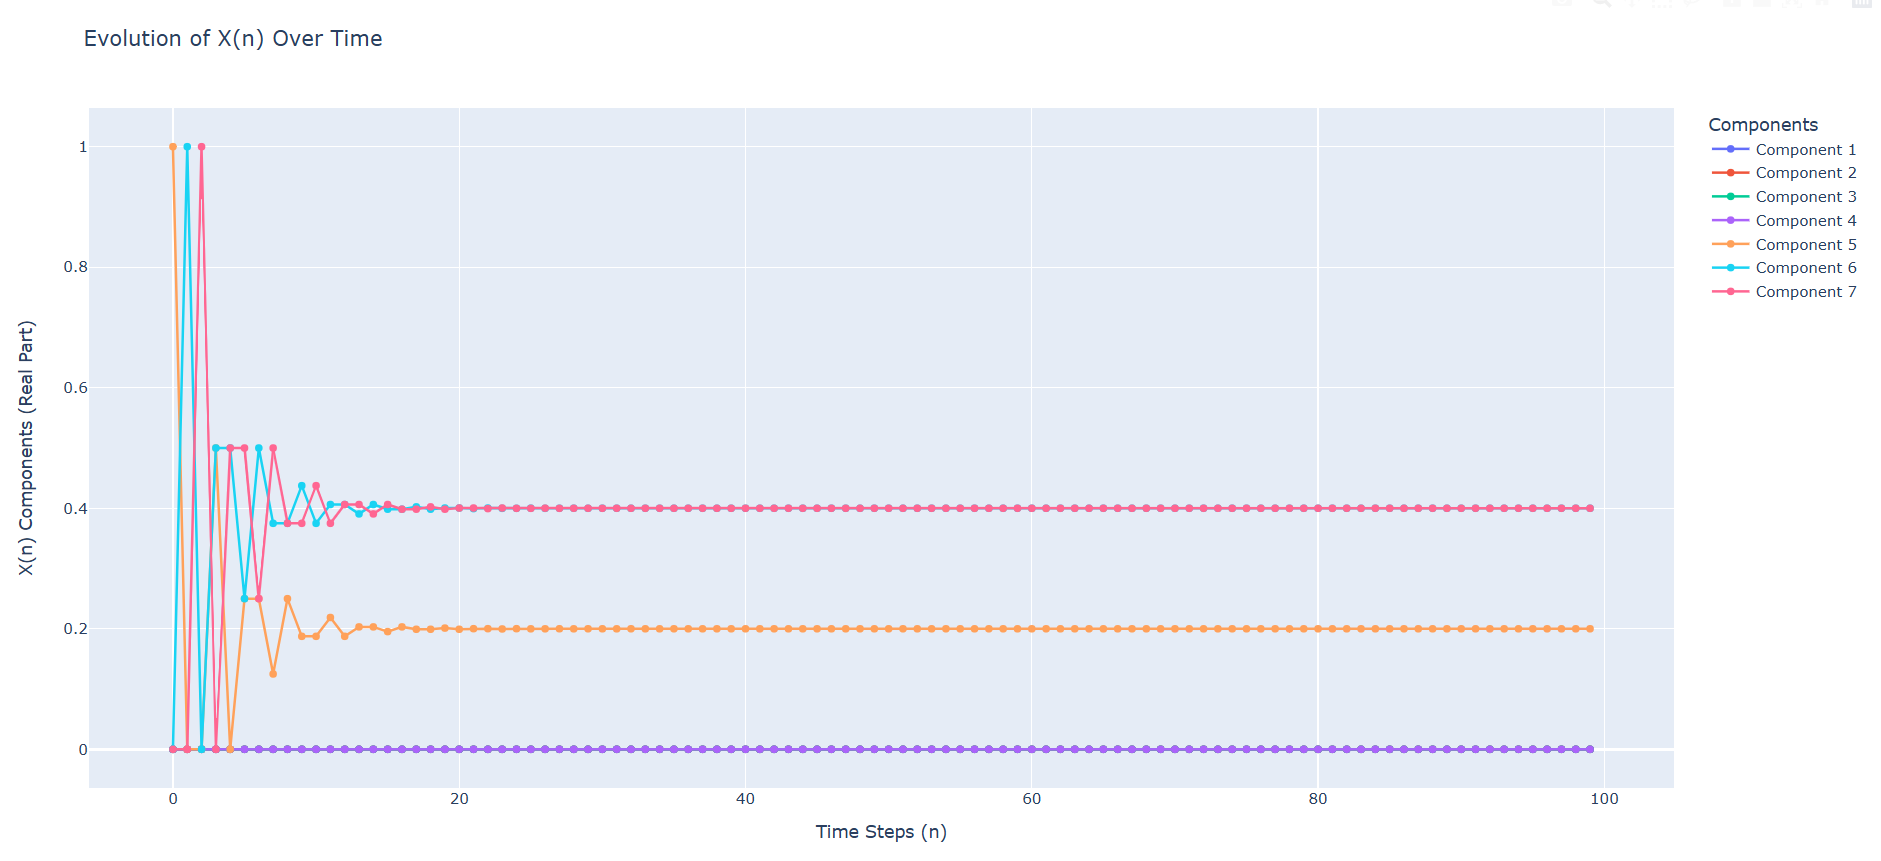 Evolution of X(n) Over Time
Components
Component 1
Component 2
Component 3
Component 4
Component 5
Component 6
Component 7
X(n) Components (Real Part)
1
0.8
0.6
0.4
0.2
0
0
20
40
60
80
100
Time Steps (n)